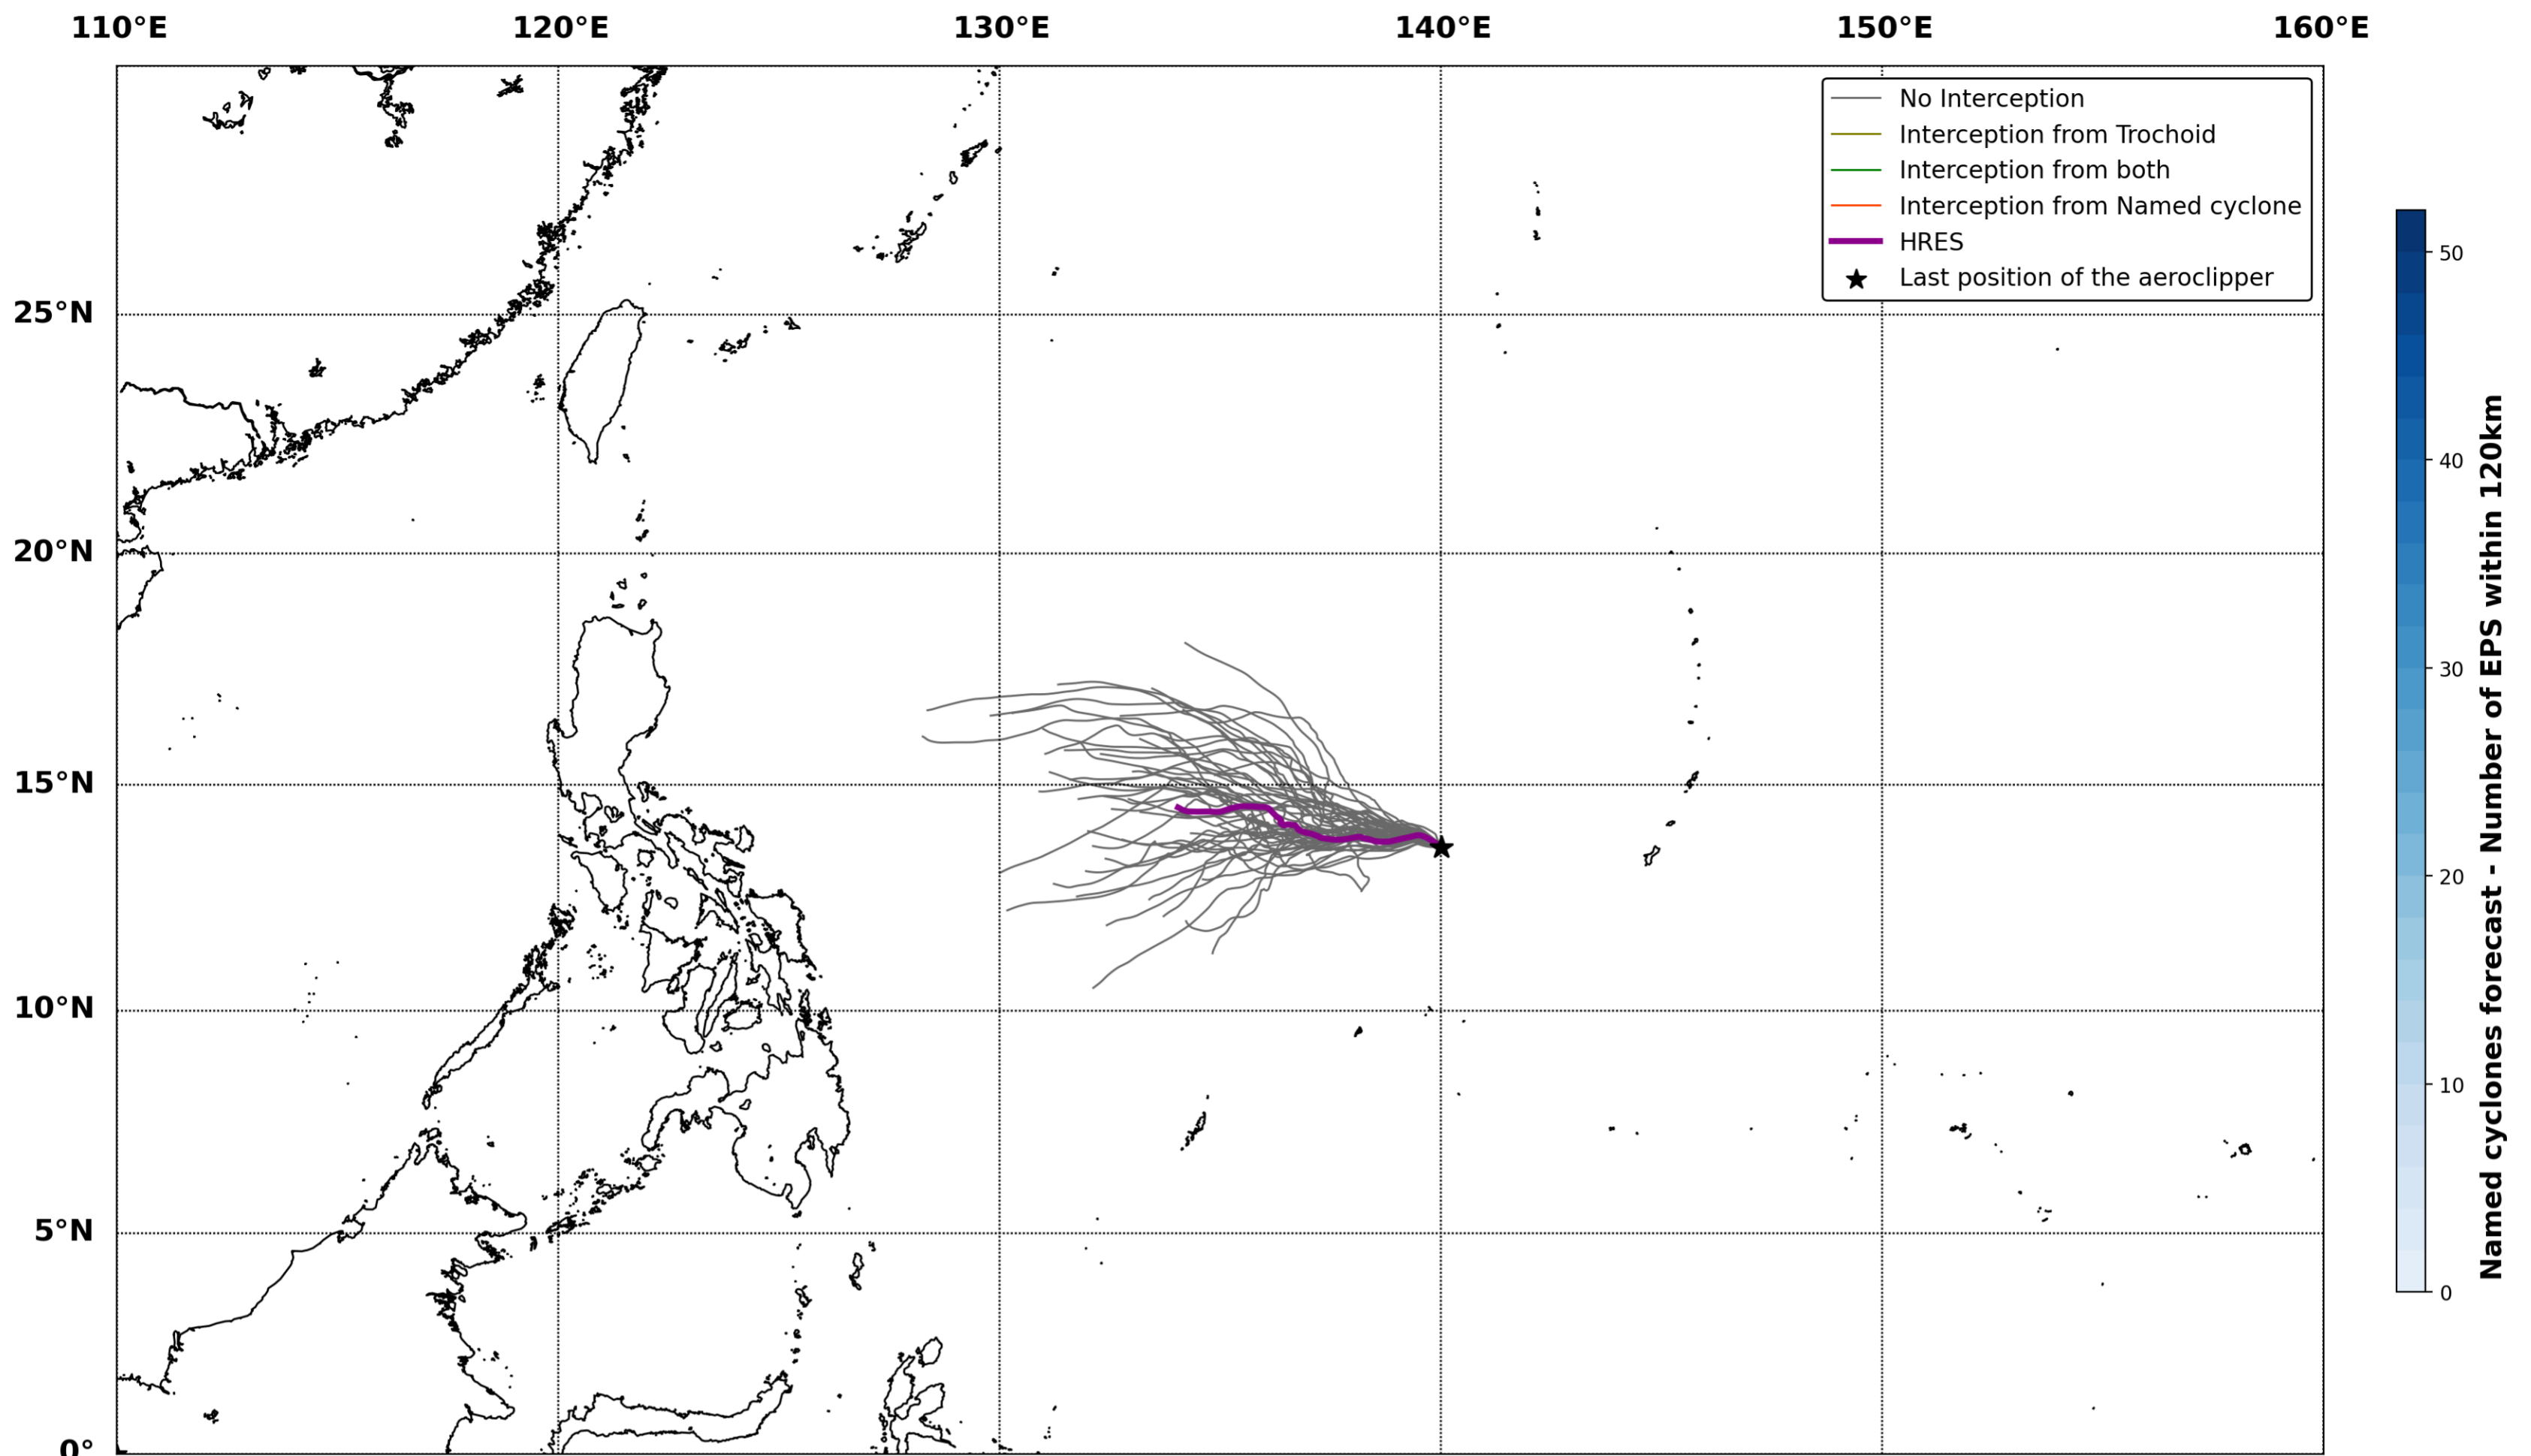 110°E 120°E 130°E 140°E 150°E 160°E
No Interception
Interception from Trochoid
Interception from both
Interception from Named cyclone
HRES
Last position of the aeroclipper
25°N
20°N
15°N
10°N
5°N
0°
50
40
30
20
10
0
Named cyclones forecast - Number of EPS within 120km